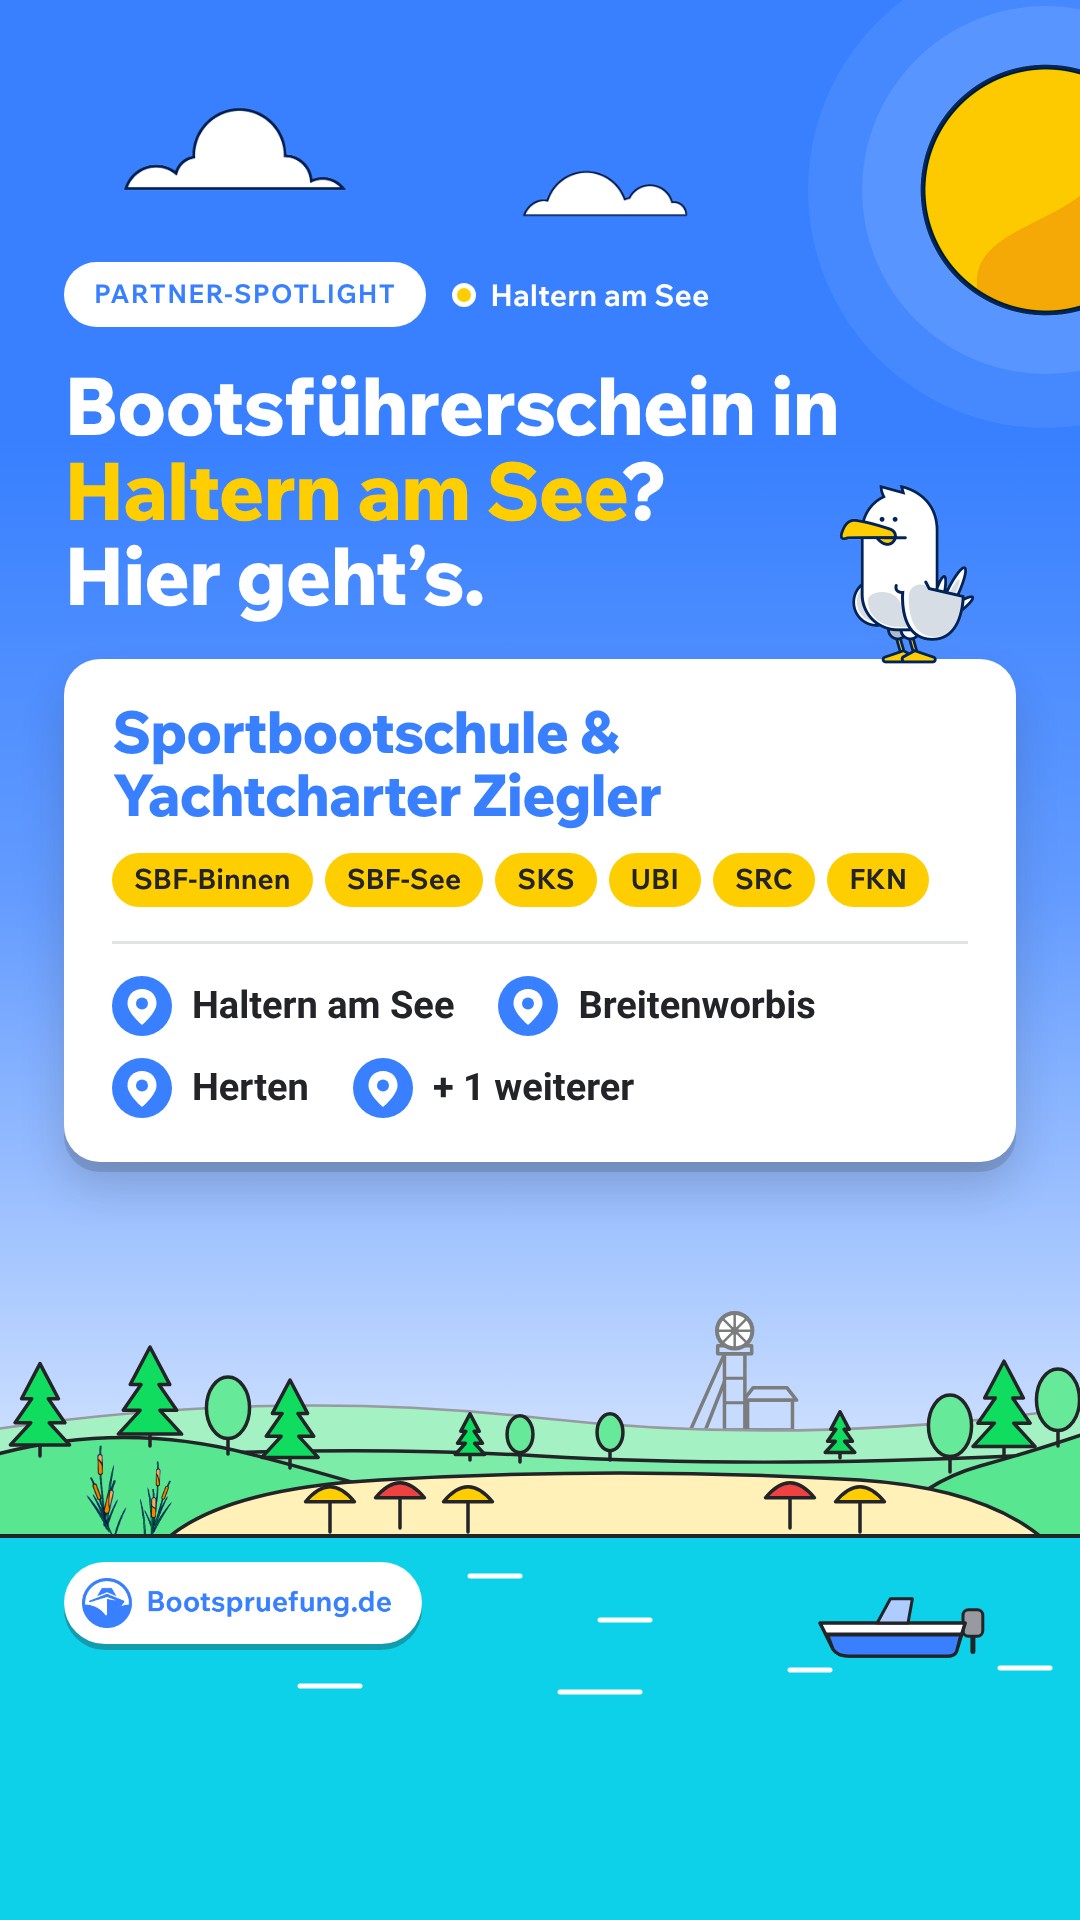 PARTNER-SPOTLIGHT
Haltern am See
Bootsführerschein in
Haltern am See?
Hier geht’s.
Sportbootschule &
Yachtcharter Ziegler
SBF-Binnen SBF-See SKS UBI SRC FKN
Haltern am See Breitenworbis
Herten + 1 weiterer
Bootspruefung.de